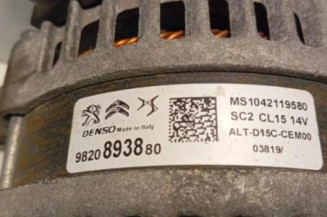 MS1042119580
SC2 CL15 14V
ALT-D15C-CEM00
03819/
DENSO Made in Italy
9820893880